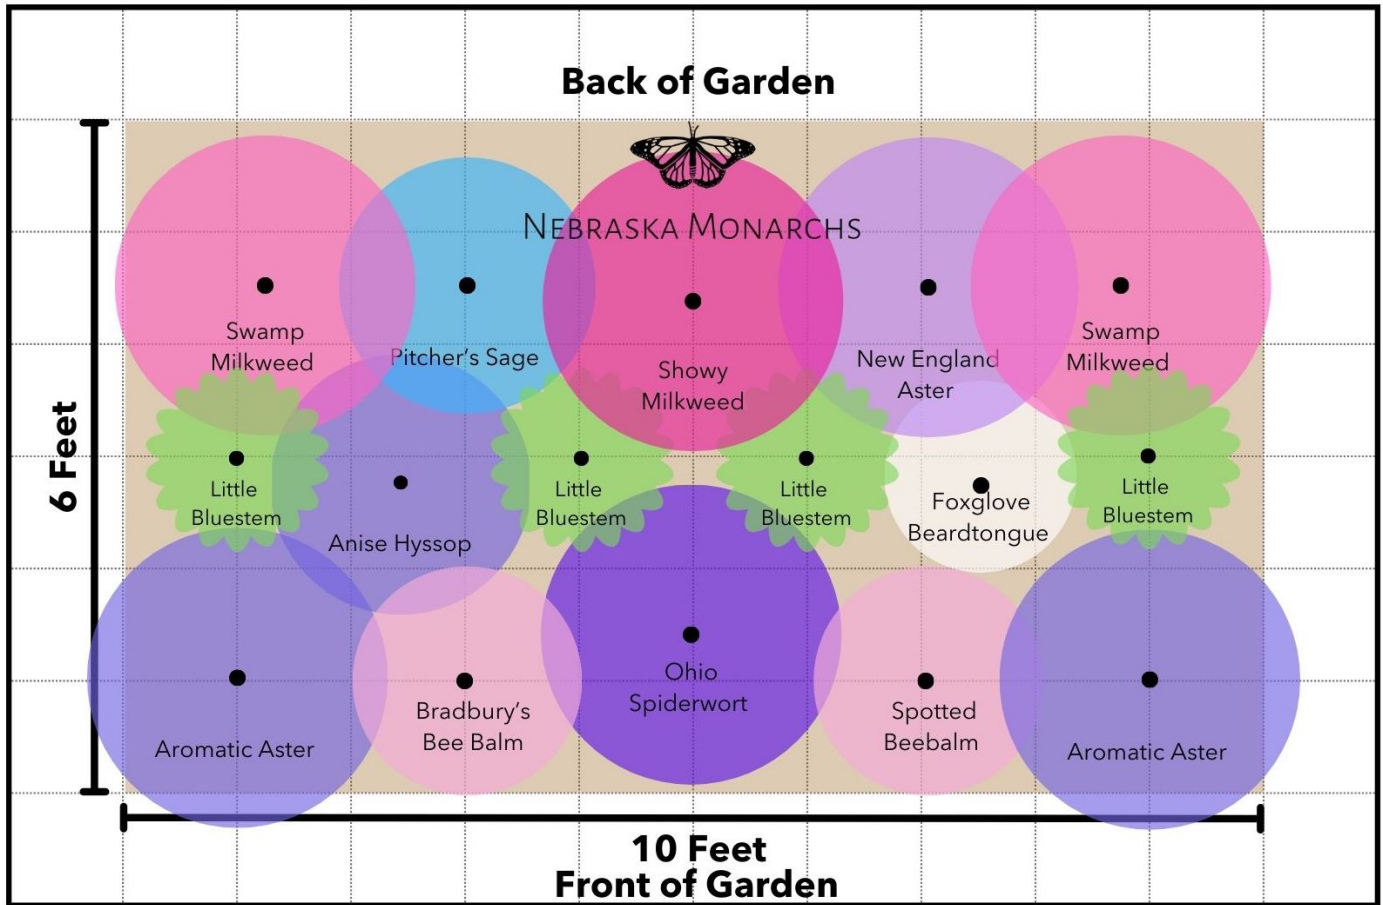 Back of Garden
Nebraska Monarchs
Swamp
Milkweed
Pitcher's Sage
Showy
Milkweed
New England
Aster
Swamp
Milkweed
6 Feet
Little
Bluestem
Anise Hyssop
Little
Bluestem
Little
Bluestem
Foxglove
Beardtongue
Little
Bluestem
Aromatic Aster
Bradbury's
Bee Balm
Ohio
Spiderwort
Spotted
Beebalm
Aromatic Aster
10 Feet
Front of Garden